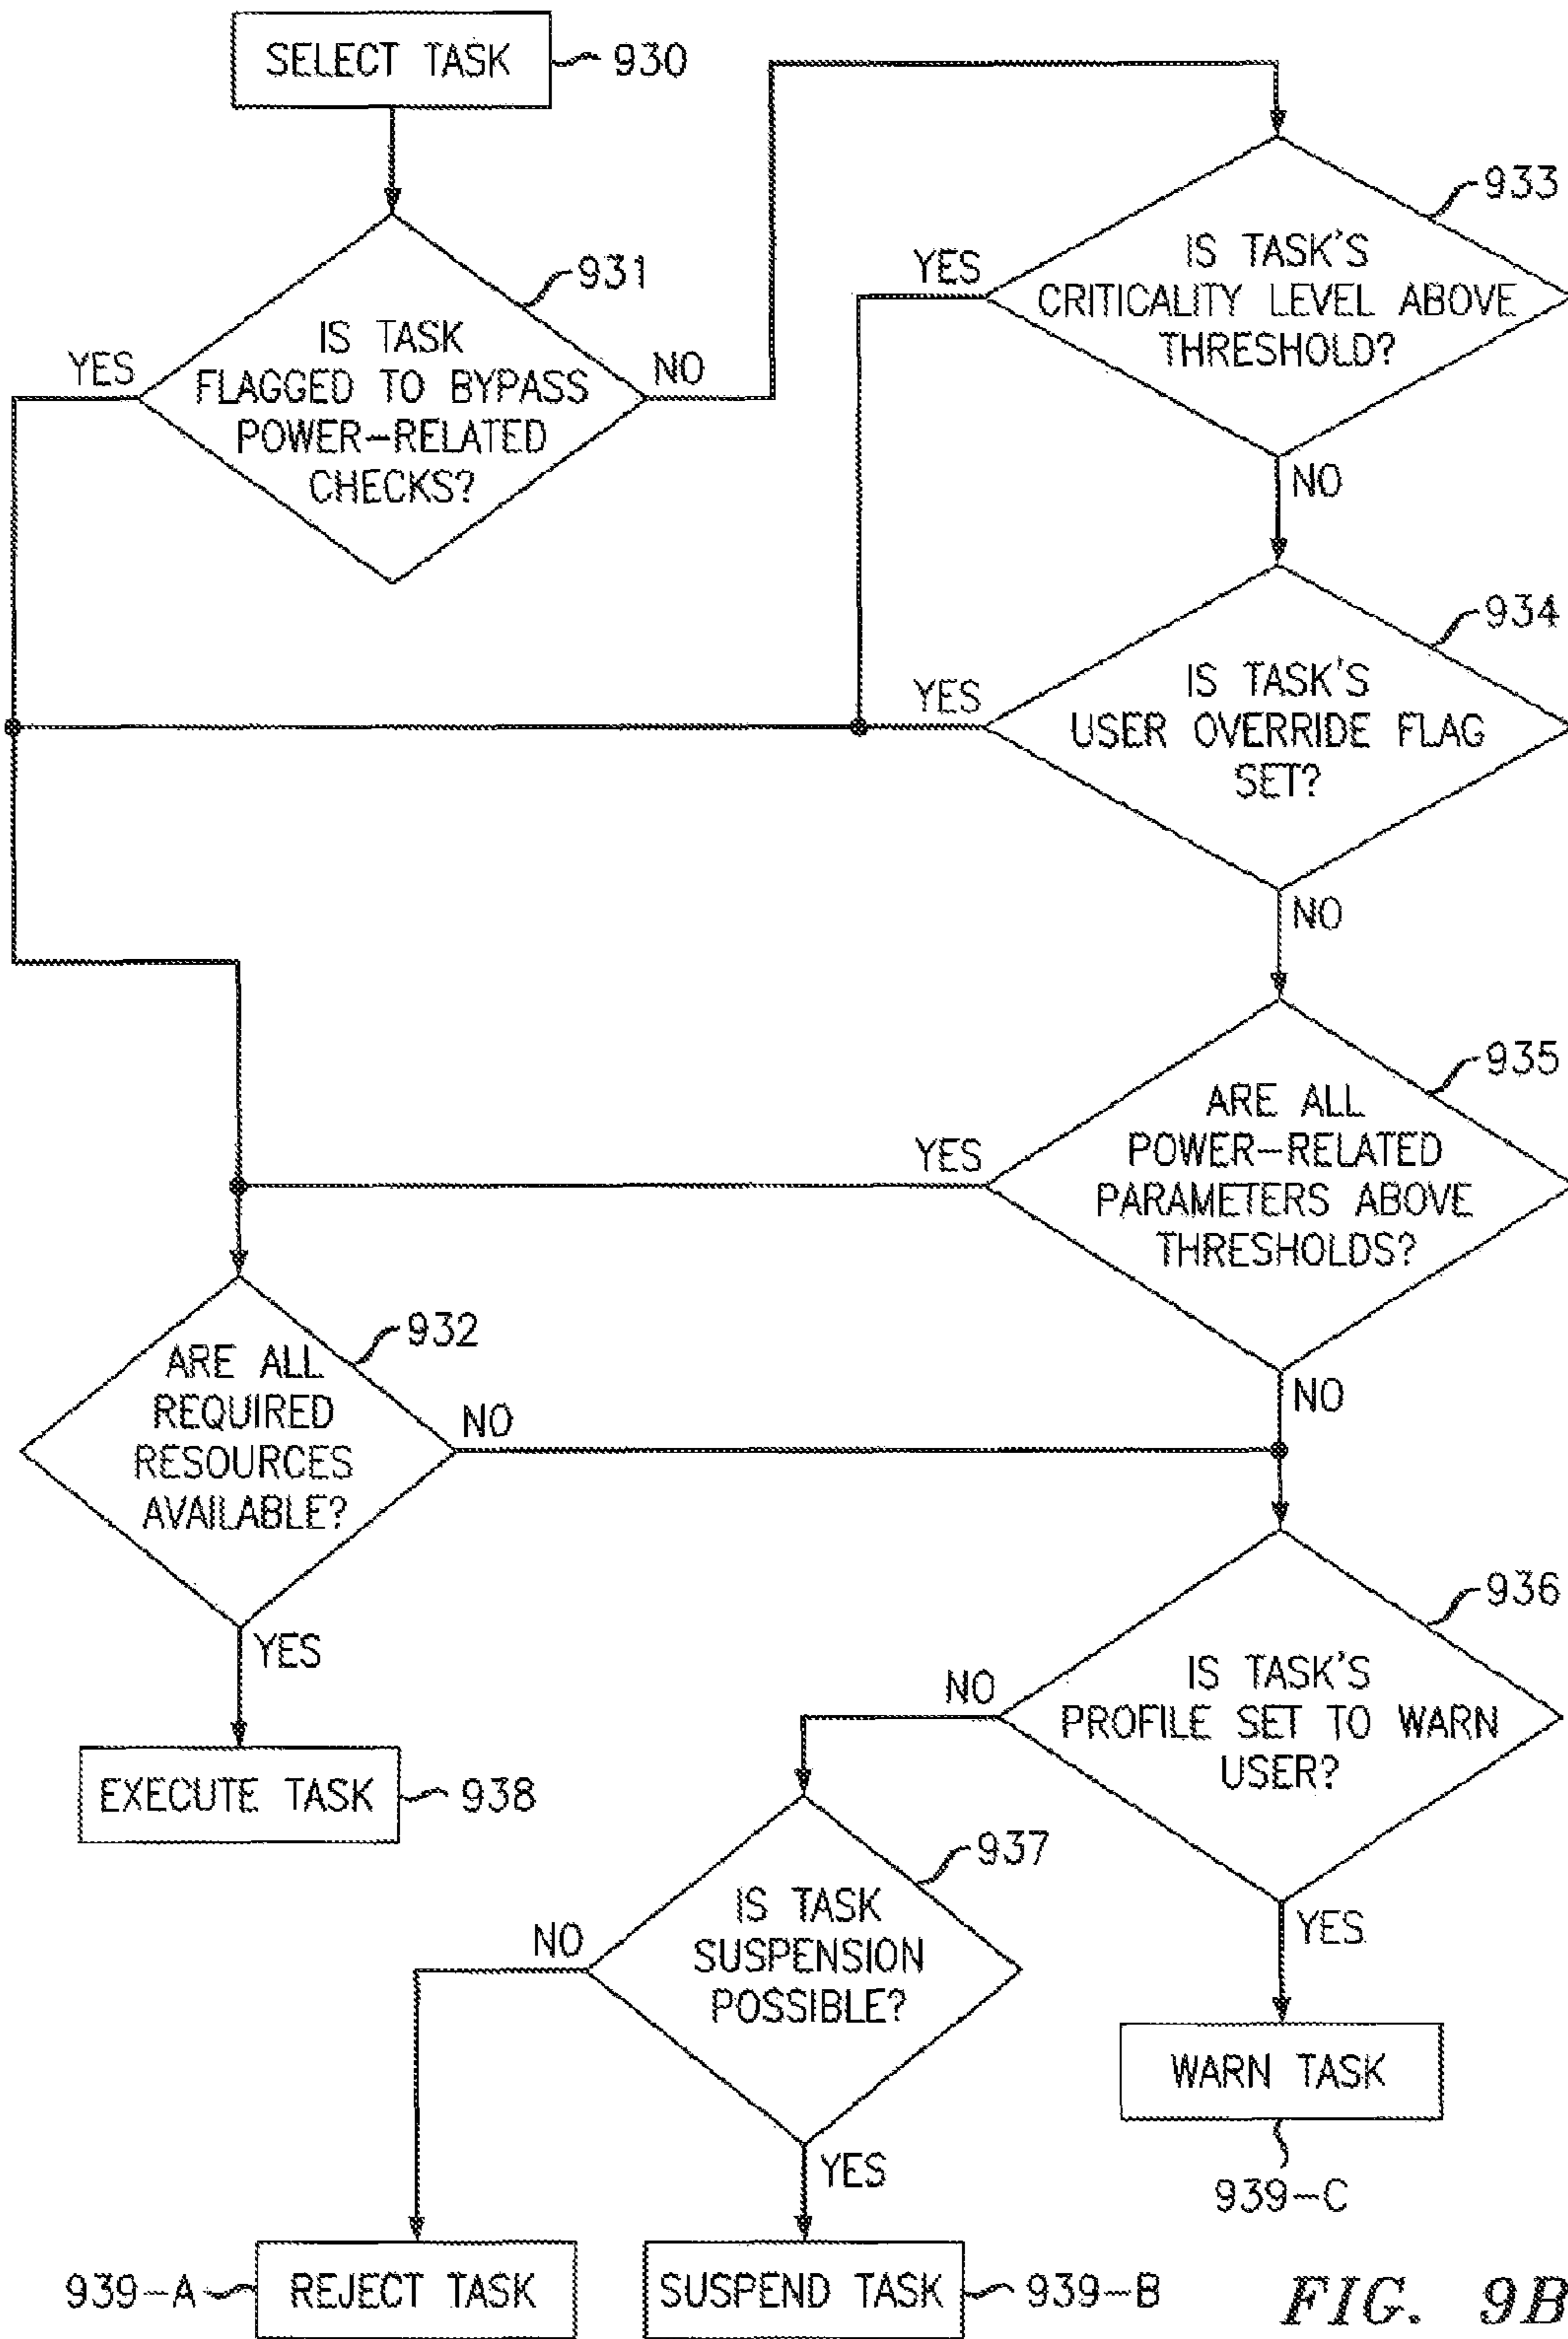 SELECT TASK
930
931
IS TASK
FLAGGED TO BYPASS
POWER-RELATED
CHECKS?
YES
NO
933
IS TASK'S
CRITICALITY LEVEL ABOVE
THRESHOLD?
YES
NO
934
IS TASK'S
USER OVERRIDE FLAG
SET?
YES
NO
935
ARE ALL
POWER-RELATED
PARAMETERS ABOVE
THRESHOLDS?
YES
NO
932
ARE ALL
REQUIRED
RESOURCES
AVAILABLE?
NO
YES
EXECUTE TASK
938
936
IS TASK'S
PROFILE SET TO WARN
USER?
NO
YES
937
IS TASK
SUSPENSION
POSSIBLE?
NO
YES
WARN TASK
939-C
939-A
REJECT TASK
SUSPEND TASK
939-B
FIG. 9B